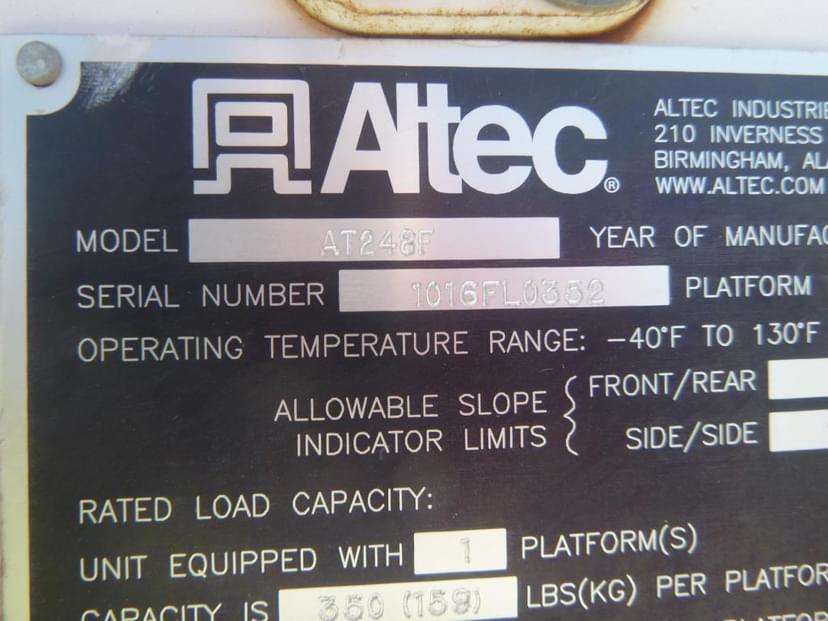 Altec®
ALTEC INDUSTRIE
210 INVERNESS
BIRMINGHAM, ALA
WWW.ALTEC.COM
MODEL AT248F YEAR OF MANUFAC
SERIAL NUMBER 1016FL0352 PLATFORM
OPERATING TEMPERATURE RANGE: -40°F TO 130°F
ALLOWABLE SLOPE INDICATOR LIMITS { FRONT/REAR
SIDE/SIDE
RATED LOAD CAPACITY:
UNIT EQUIPPED WITH 1 PLATFORM(S)
CAPACITY IS 350 (159) LBS(KG) PER PLATFOR